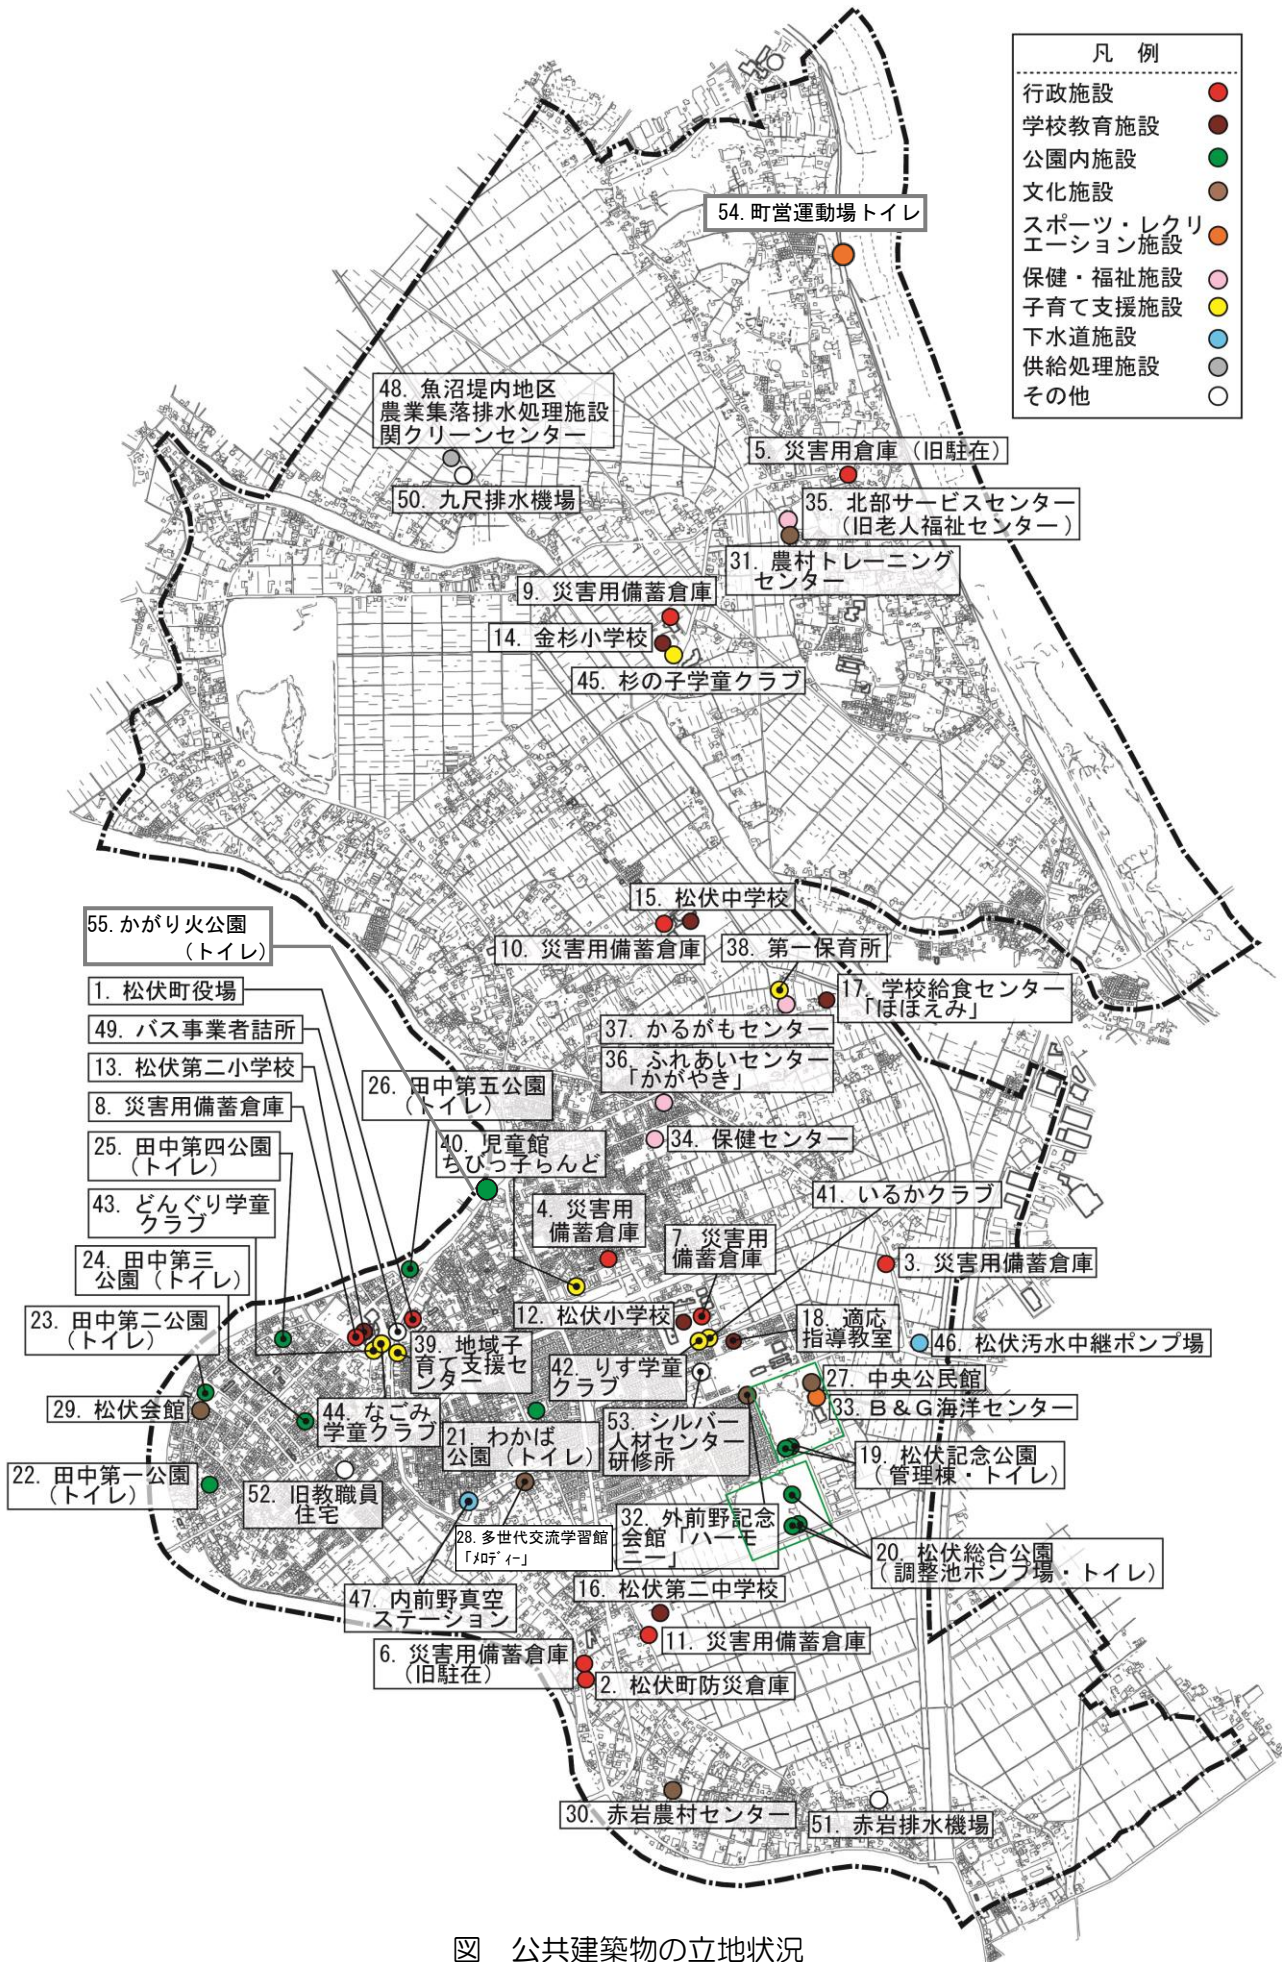 凡 例
行政施設
学校教育施設
公園内施設
文化施設
スポーツ・レクリ
エーション施設
保健・福祉施設
子育て支援施設
下水道施設
供給処理施設
その他
54.町営運動場トイレ
48. 魚沼堤内地区
農業集落排水処理施設
関クリーンセンター
50. 九尺排水機場
5. 災害用倉庫（旧駐在）
35. 北部サービスセンター
（旧老人福祉センター）
31. 農村トレーニング
センター
9. 災害用備蓄倉庫
14. 金杉小学校
45. 杉の子学童クラブ
15. 松伏中学校
10. 災害用備蓄倉庫
38. 第一保育所
17. 学校給食センター
「ほほえみ」
37. かるがもセンター
36. ふれあいセンター
「かがやき」
34. 保健センター
55.かがり火公園
（トイレ）
1. 松伏町役場
49. バス事業者詰所
13. 松伏第二小学校
8. 災害用備蓄倉庫
25. 田中第四公園
（トイレ）
43. どんぐり学童
クラブ
24. 田中第三
公園（トイレ）
23. 田中第二公園
（トイレ）
29. 松伏会館
22. 田中第一公園
（トイレ）
26. 田中第五公園
（トイレ）
40. 児童館
ちびっ子らんど
4. 災害用
備蓄倉庫
7. 災害用
備蓄倉庫
41. いるかクラブ
3. 災害用備蓄倉庫
12. 松伏小学校
18. 適応
指導教室
46. 松伏汚水中継ポンプ場
39. 地域子
育て支援セ
ンター
42. りす学童
クラブ
27. 中央公民館
33. B＆G海洋センター
44. なごみ
学童クラブ
21. わかば
公園（トイレ）
53. シルバー
人材センター
研修所
19. 松伏記念公園
（管理棟・トイレ）
52. 旧教職員
住宅
28. 多世代交流学習館
「ﾒﾛﾃﾞｨｰ」
32. 外前野記念
会館「ハーモ
ニー」
20. 松伏総合公園
（調整池ポンプ場・トイレ）
47. 内前野真空
ステーション
16. 松伏第二中学校
11. 災害用備蓄倉庫
6. 災害用備蓄倉庫
（旧駐在）
2. 松伏町防災倉庫
30. 赤岩農村センター
51. 赤岩排水機場
図 公共建築物の立地状況